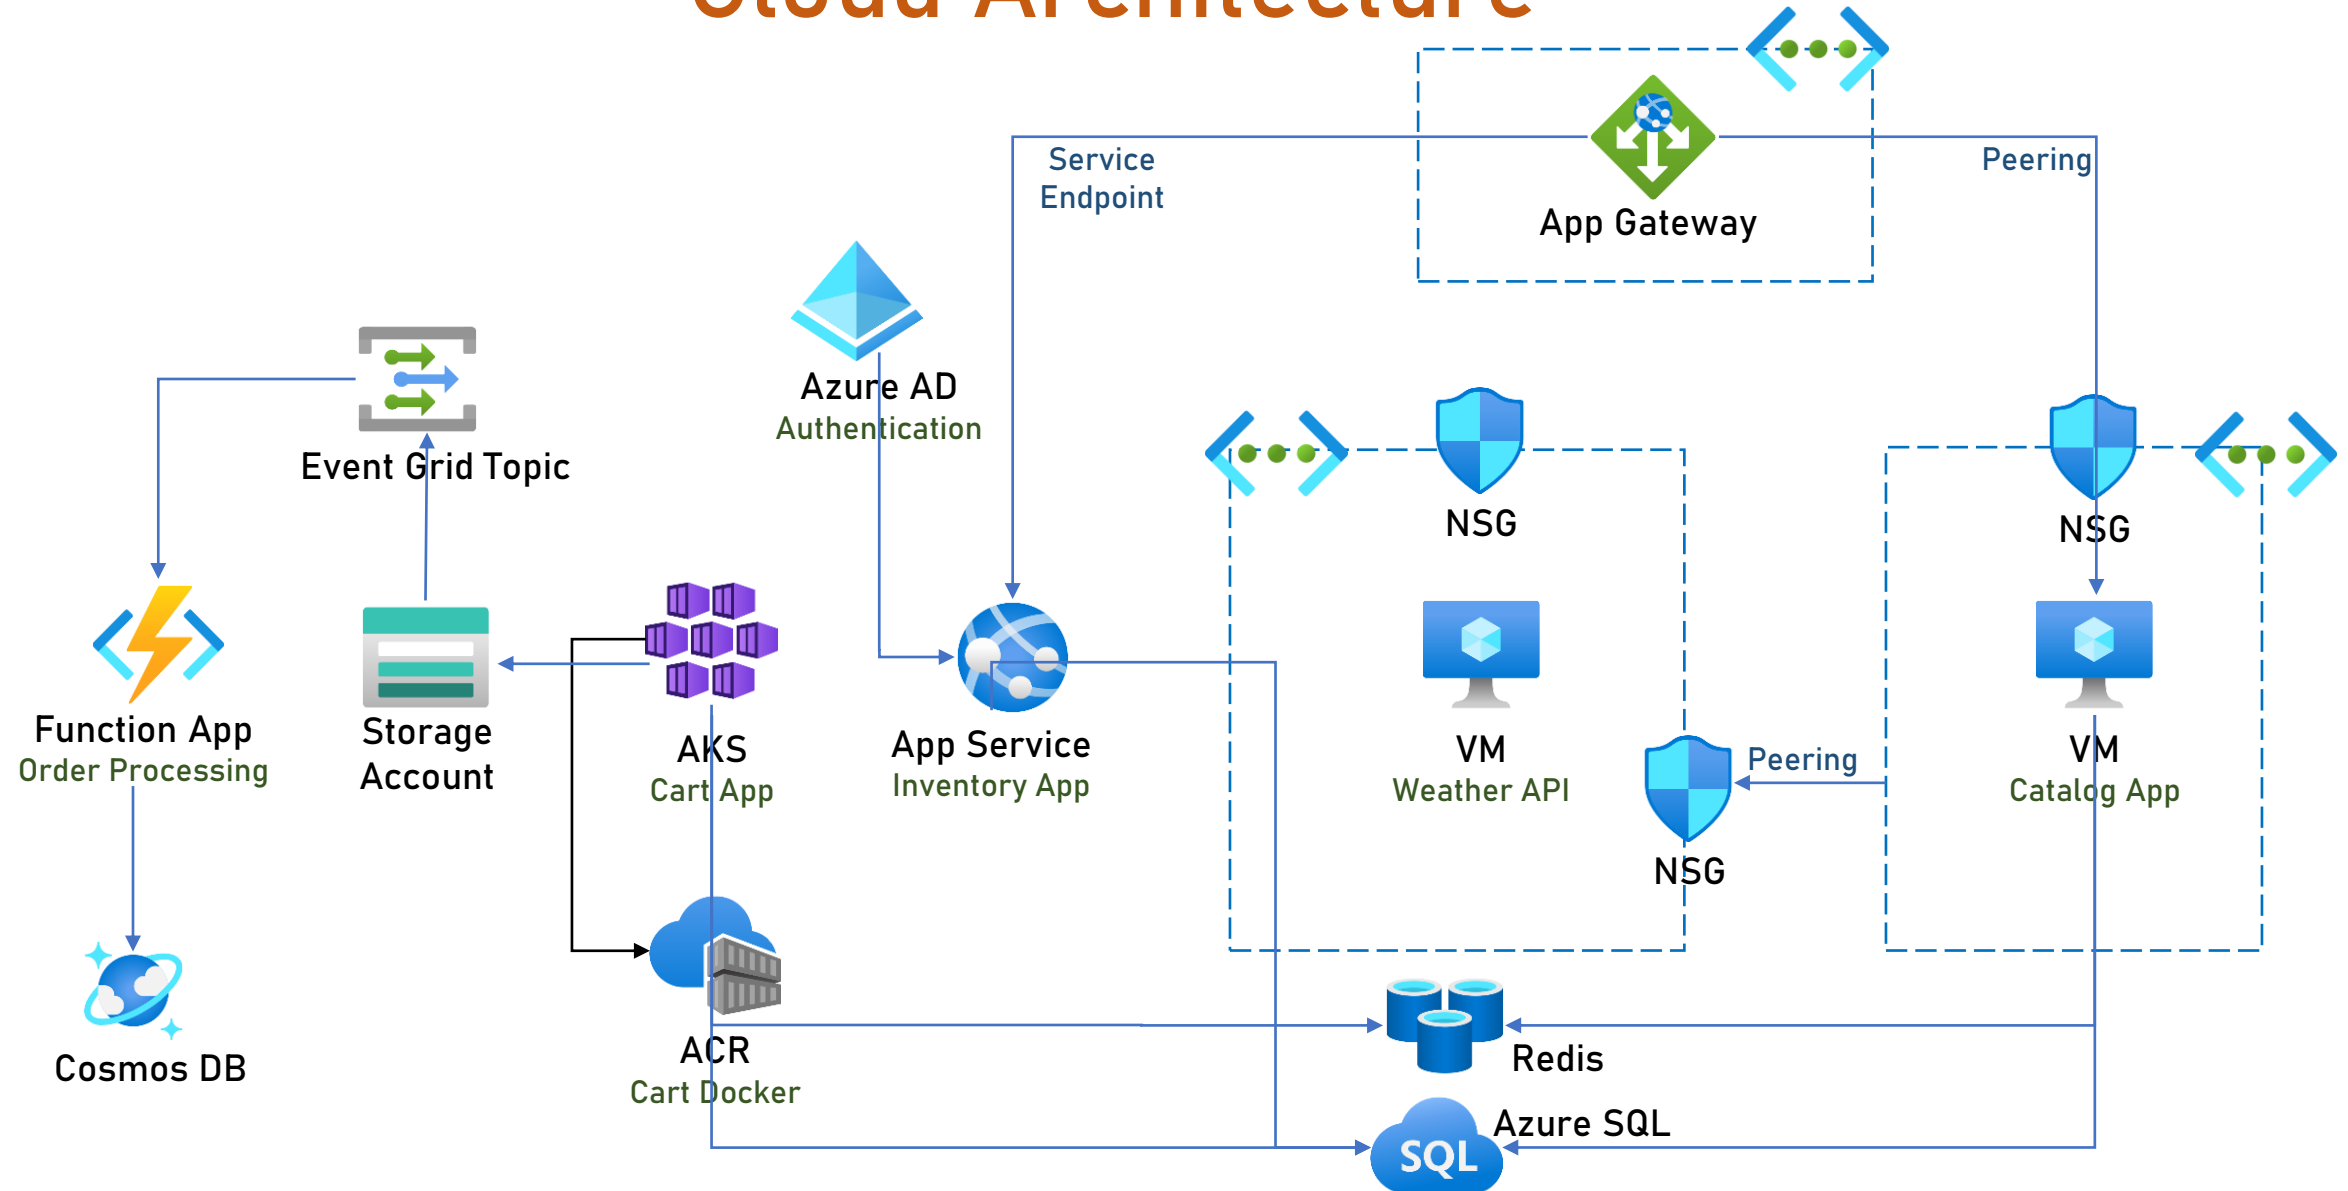 Cloud Architecture
Service
Endpoint
Peering
App Gateway
Azure AD
Authentication
Event Grid Topic
NSG
NSG
Function App
Order Processing
Storage
Account
AKS
Cart App
App Service
Inventory App
VM
Weather API
Peering
VM
Catalog App
NSG
Cosmos DB
ACR
Cart Docker
Redis
Azure SQL
SQL